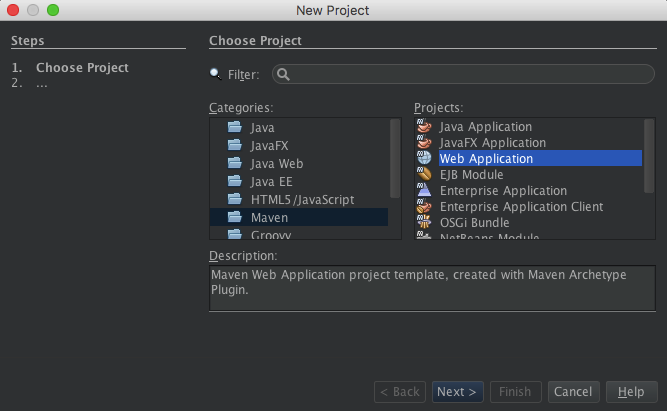 New Project
Steps
1. Choose Project
2. ...
Choose Project
Filter:
Categories:
Java
JavaFX
Java Web
Java EE
HTML5/JavaScript
Maven
Groovy
Projects:
Java Application
JavaFX Application
Web Application
EJB Module
Enterprise Application
Enterprise Application Client
OSGi Bundle
NetBeans Module
Description:
Maven Web Application project template, created with Maven Archetype
Plugin.
< Back
Next >
Finish
Cancel
Help